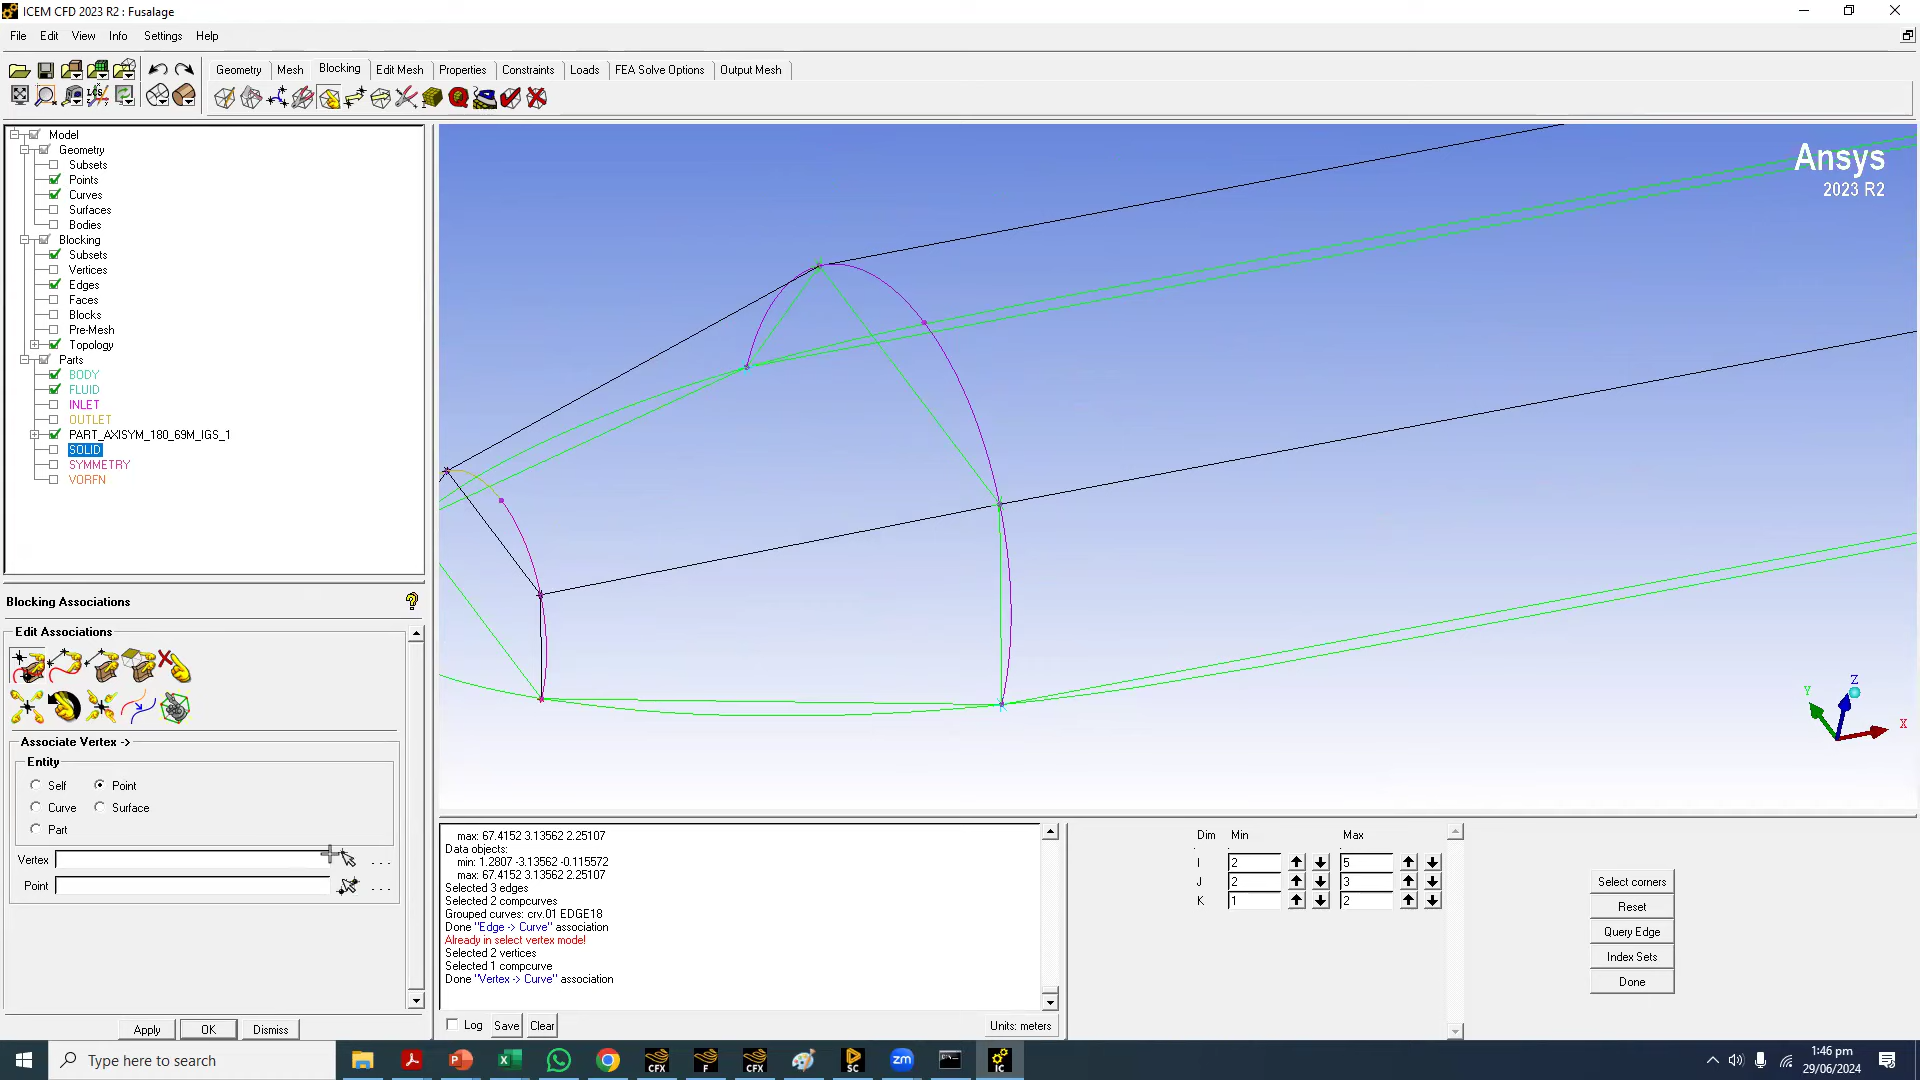 ICEM CFD 2023 R2 : Fusalage
File Edit View Info Settings Help
Geometry Mesh Blocking Edit Mesh Properties Constraints Loads FEA Solve Options Output Mesh
Model
Geometry
Subsets
Points
Curves
Surfaces
Bodies
Blocking
Subsets
Vertices
Edges
Faces
Blocks
Pre-Mesh
Topology
Parts
BODY
FLUID
INLET
OUTLET
PART_AXISYM_180_69M_IGS_1
SOLID
SYMMETRY
VORFN
Ansys
2023 R2
Z
Y
X
Blocking Associations
Edit Associations
Associate Vertex ->
Entity
Self Point
Curve Surface
Part
Vertex ...
Point ...
Apply OK Dismiss
max: 67.4152 3.13562 2.25107
Data objects:
min: 1.2807 -3.13562 -0.115572
max: 67.4152 3.13562 2.25107
Selected 3 edges
Selected 2 compcurves
Grouped curves: crv.01 EDGE18
Done "Edge -> Curve" association
Already in select vertex mode!
Selected 2 vertices
Selected 1 compcurve
Done "Vertex -> Curve" association
Log Save Clear Units: meters
Dim Min Max
I 2 5
J 2 3
K 1 2
Select corners
Reset
Query Edge
Index Sets
Done
Type here to search
1:46 pm
29/06/2024